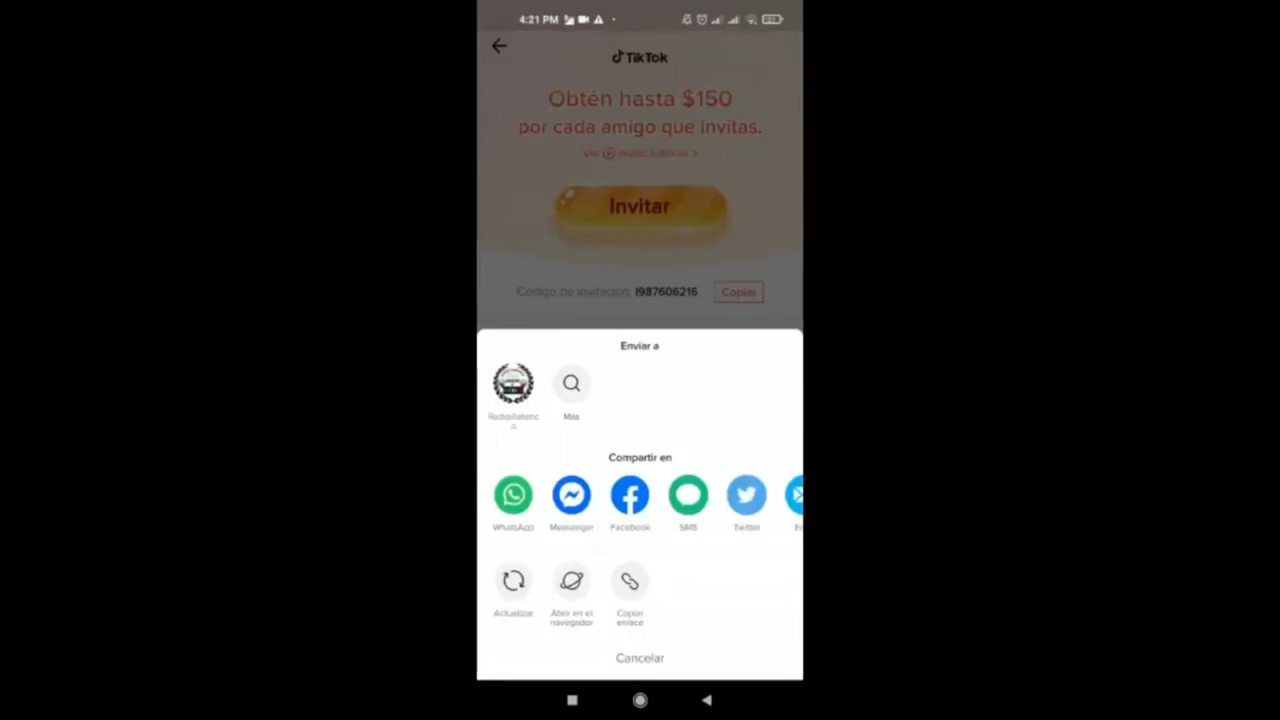 4:21 PM
TikTok
Obtén hasta $150
por cada amigo que invitas.
Ver
Invitar
Código de invitación: I987606216
Copiar
Enviar a
Más
Compartir en
WhatsApp
Messenger
Facebook
SMS
Twitter
Actualizar
Abrir en el
navegador
Copiar
enlace
Cancelar